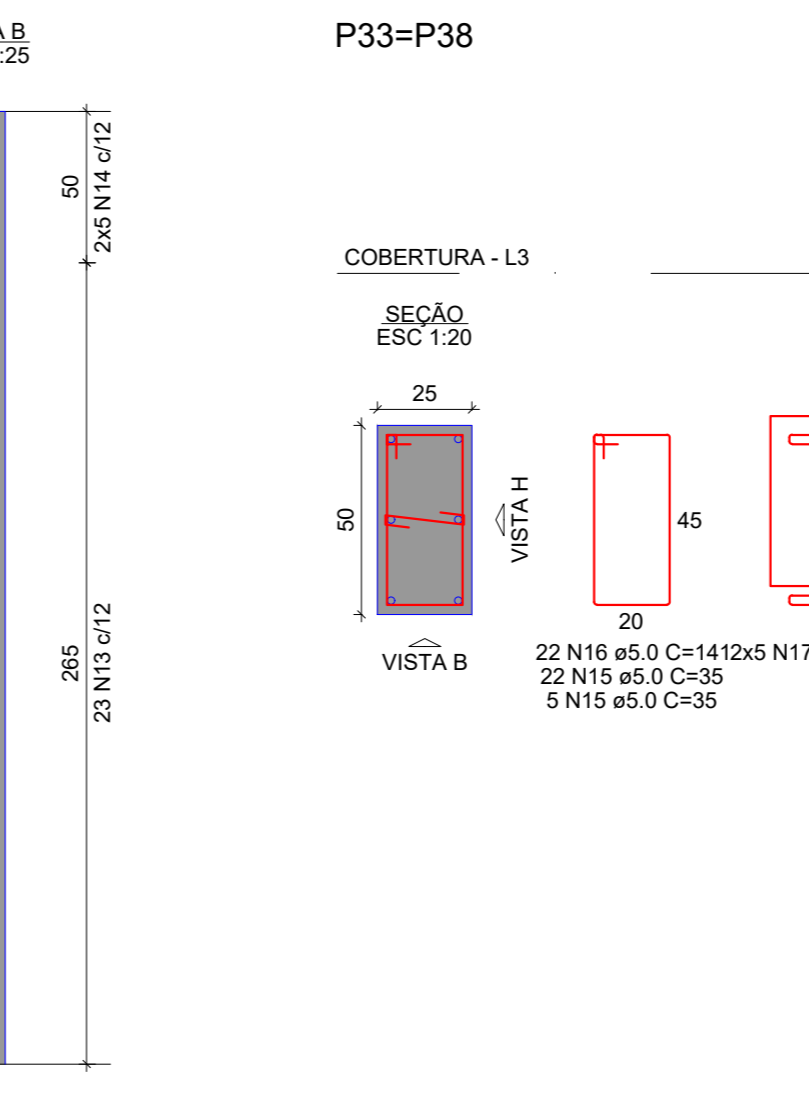 A B
:25
P33=P38
50
2x5 N14 c/12
COBERTURA - L3
SEÇÃO
ESC 1:20
25
50
VISTA H
45
20
VISTA B
22 N16 ø5.0 C=1412x5 N17
22 N15 ø5.0 C=35
5 N15 ø5.0 C=35
265
23 N13 c/12